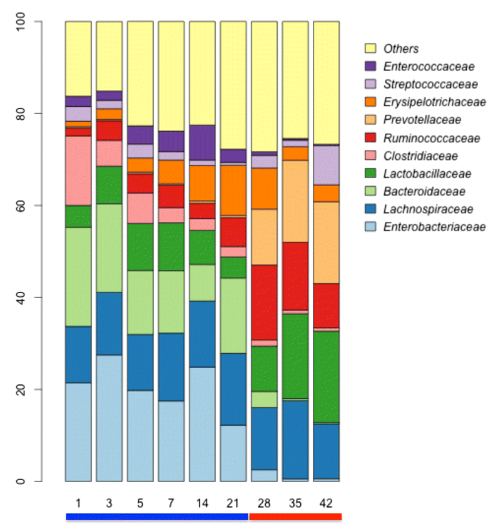 100
80
60
40
20
0
Others
Enterococcaceae
Streptococcaceae
Erysipelotrichaceae
Prevotellaceae
Ruminococcaceae
Clostridiaceae
Lactobacillaceae
Bacteroidaceae
Lachnospiraceae
Enterobacteriaceae
1 3 5 7 14 21 28 35 42